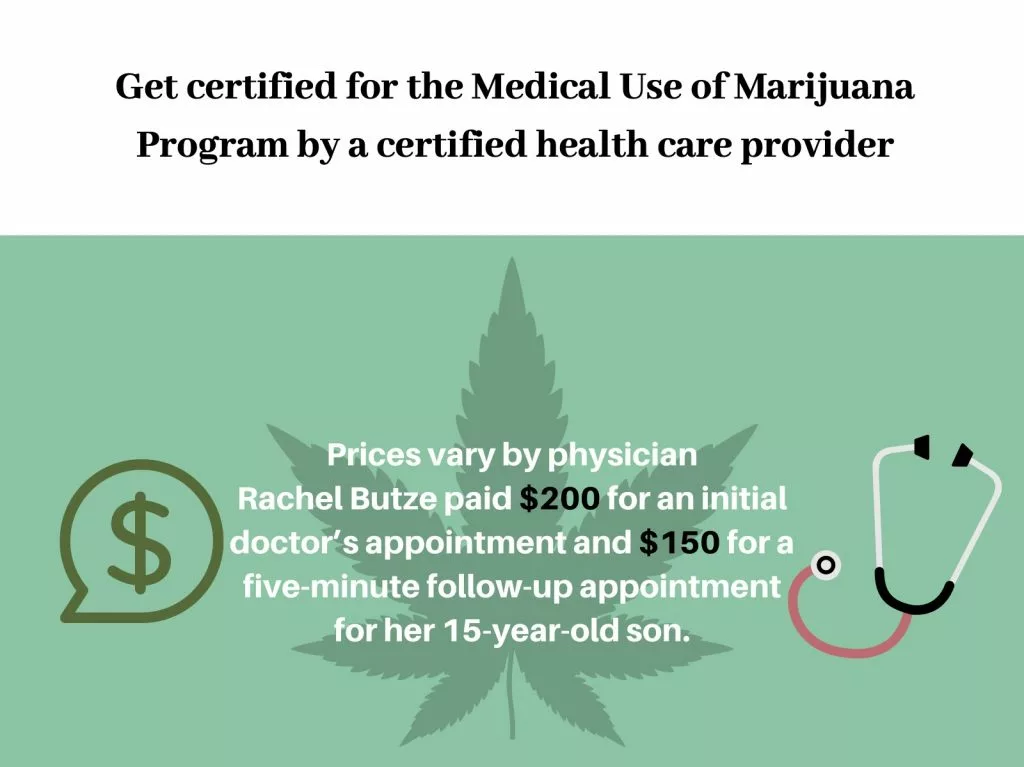 Get certified for the Medical Use of Marijuana
Program by a certified health care provider
Prices vary by physician
Rachel Butze paid $200 for an initial
doctor’s appointment and $150 for a
five-minute follow-up appointment
for her 15-year-old son.
$